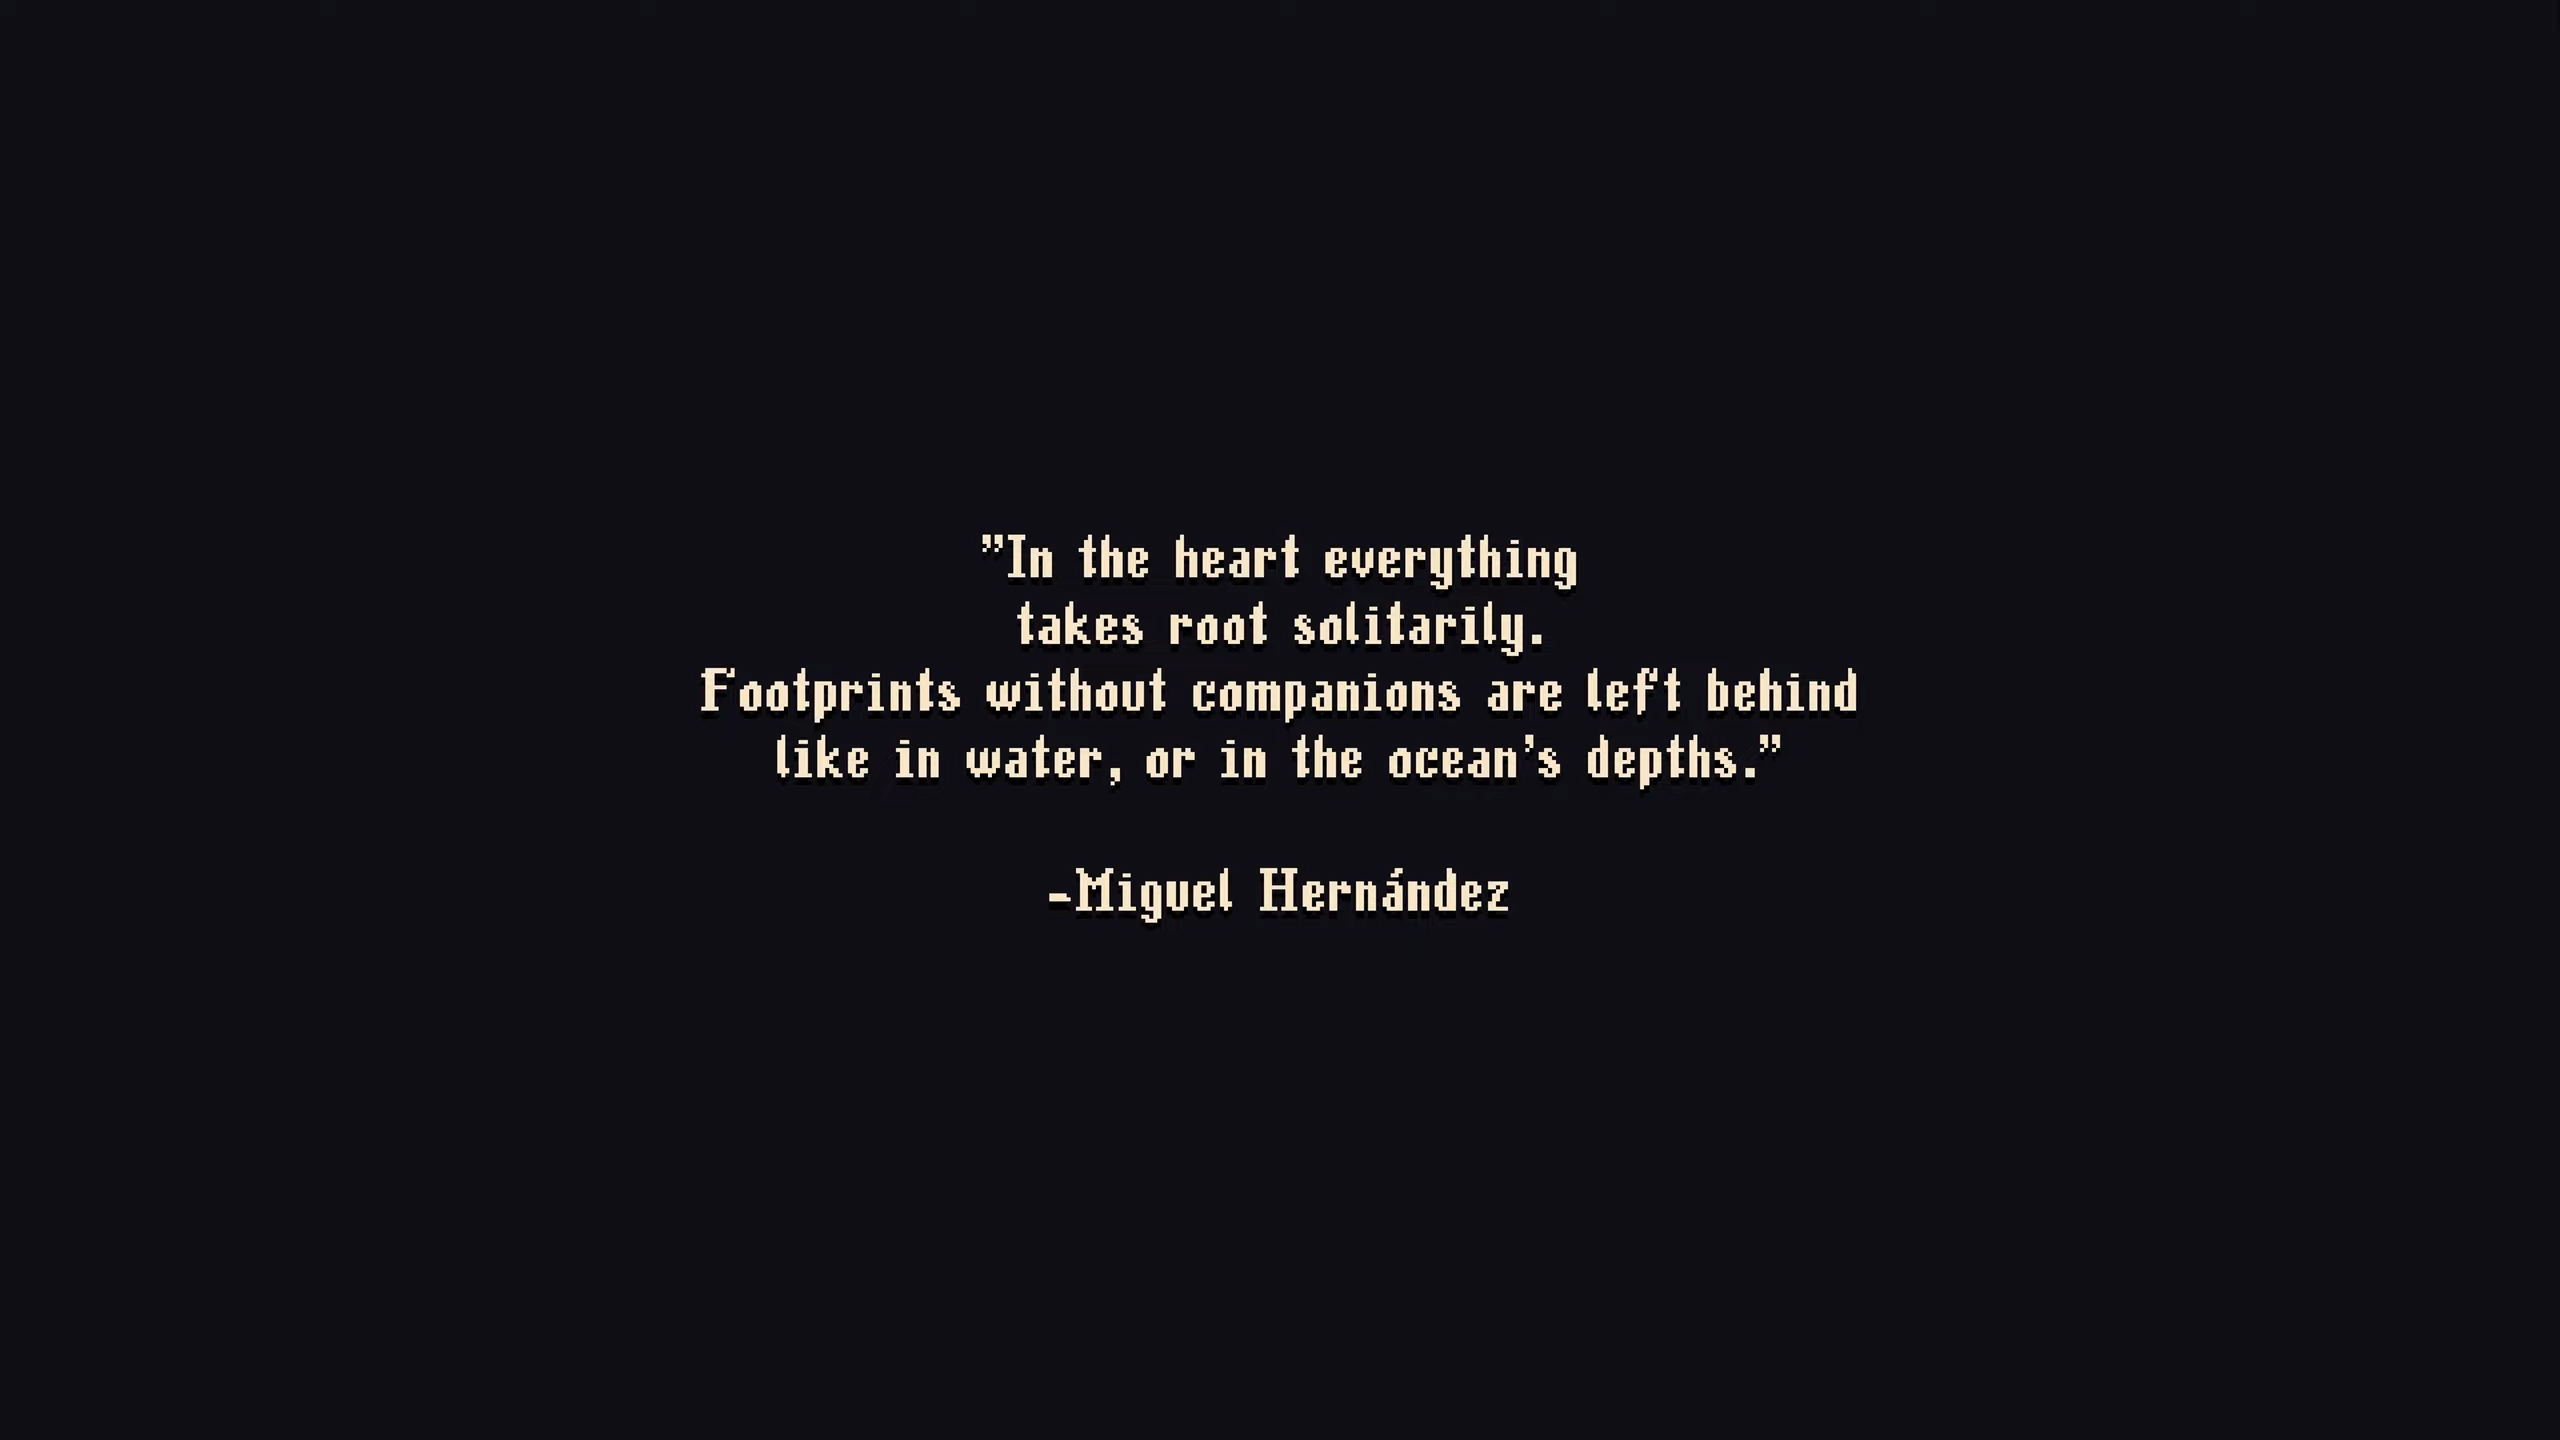 "In the heart everything
takes root solitarily.
Footprints without companions are left behind
like in water, or in the ocean's depths."
-Miguel Hernández